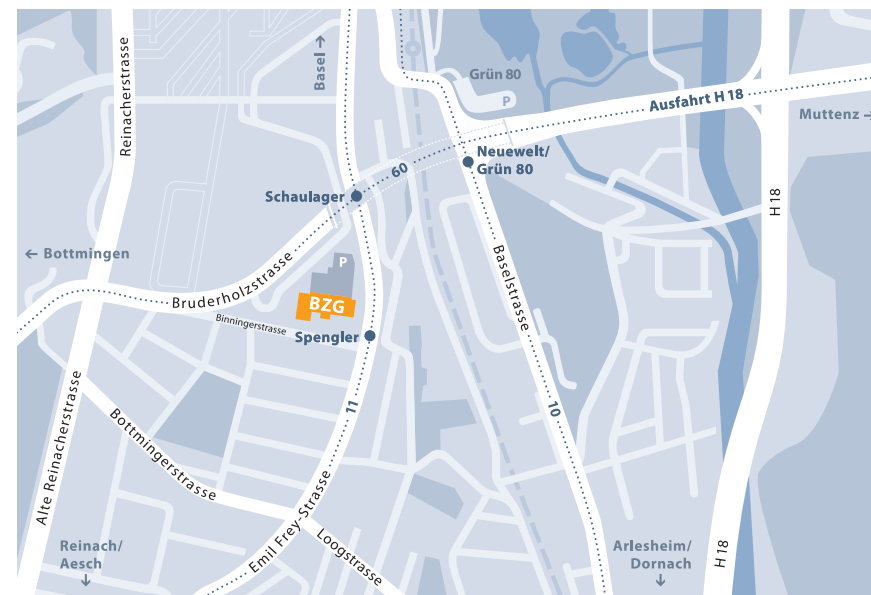 Reinacherstrasse
Basel →
Grün 80
P
Ausfahrt H 18
Muttenz →
Neuewelt/
Grün 80
60
Schaulager
H 18
← Bottmingen
Bruderholzstrasse
P
BZG
Baselstrasse
Binningerstrasse
Spengler
11
10
Bottmingerstrasse
Alte Reinacherstrasse
Emil Frey-Strasse
Loogstrasse
Reinach/
Aesch
↓
Arlesheim/
Dornach
↓
H 18